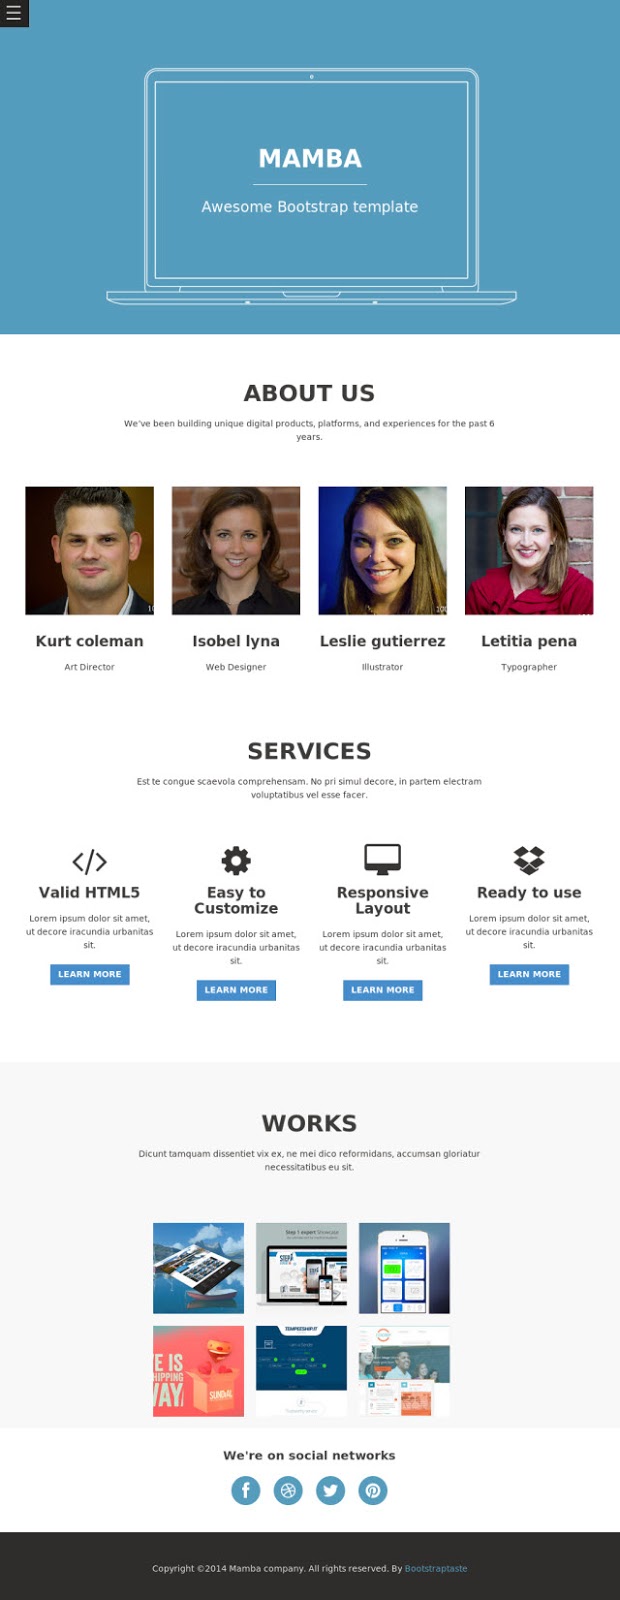 MAMBA
Awesome Bootstrap template
ABOUT US
We've been building unique digital products, platforms, and experiences for the past 6
years.
Kurt coleman
Isobel lyna
Leslie gutierrez
Letitia pena
Art Director
Web Designer
Illustrator
Typographer
SERVICES
Est te congue scaevola comprehensam. No pri simul decore, in partem electram
voluptatibus vel esse facer.
Valid HTML5
Lorem ipsum dolor sit amet,
ut decore iracundia urbanitas
sit.
LEARN MORE
Easy to
Customize
Lorem ipsum dolor sit amet,
ut decore iracundia urbanitas
sit.
LEARN MORE
Responsive
Layout
Lorem ipsum dolor sit amet,
ut decore iracundia urbanitas
sit.
LEARN MORE
Ready to use
Lorem ipsum dolor sit amet,
ut decore iracundia urbanitas
sit.
LEARN MORE
WORKS
Dicunt tamquam dissentiet vix ex, ne mei dico reformidans, accumsan gloriatur
necessitatibus eu sit.
Step 1 expert
E IS
HIPPING
WAY!
We're on social networks
Copyright ©2014 Mamba company. All rights reserved. By Bootstraptaste